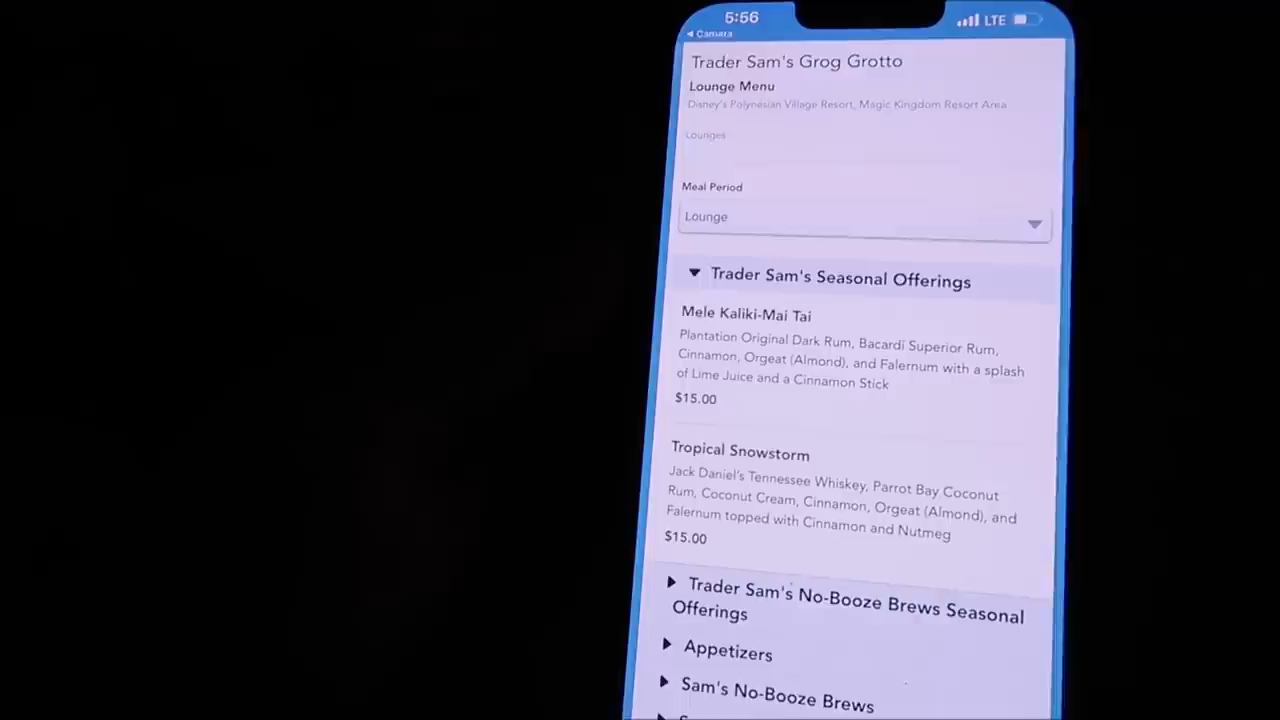 5:56
LTE
◄ Camera
Trader Sam's Grog Grotto
Lounge Menu
Disney's Polynesian Village Resort, Magic Kingdom Resort Area
Lounges
Meal Period
Lounge
Trader Sam's Seasonal Offerings
Mele Kaliki-Mai Tai
Plantation Original Dark Rum, Bacardi Superior Rum,
Cinnamon, Orgeat (Almond), and Falernum with a splash
of Lime Juice and a Cinnamon Stick
$15.00
Tropical Snowstorm
Jack Daniel's Tennessee Whiskey, Parrot Bay Coconut
Rum, Coconut Cream, Cinnamon, Orgeat (Almond), and
Falernum topped with Cinnamon and Nutmeg
$15.00
Trader Sam's No-Booze Brews Seasonal
Offerings
Appetizers
Sam's No-Booze Brews